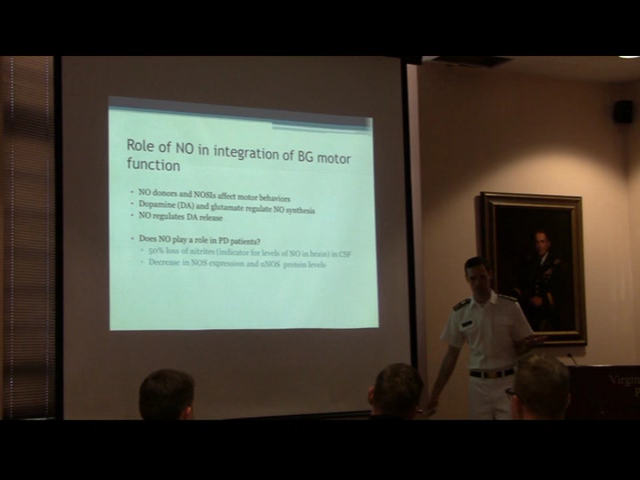 Role of NO in integration of BG motor
function
• NO donors and NOSIs affect motor behaviors
• Dopamine (DA) and glutamate regulate NO synthesis
• NO regulates DA release
• Does NO play a role in PD patients?
• 50% loss of nitrites (indicator for levels of NO in brain) in CSF
• Decrease in NOS expression and nNOS protein levels